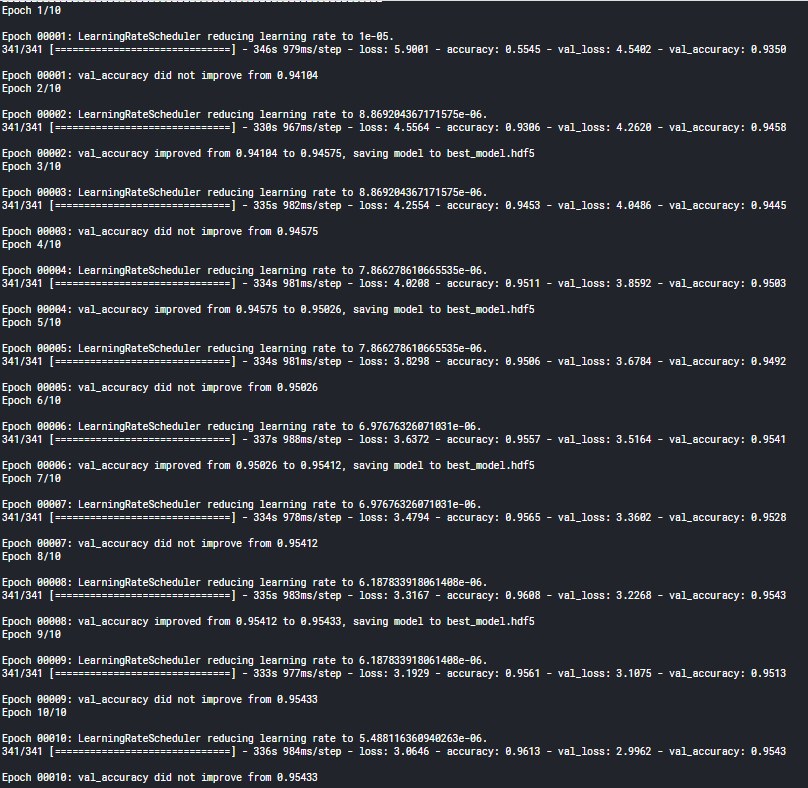 Epoch 1/10
Epoch 00001: LearningRateScheduler reducing learning rate to 1e-05.
341/341 [==============================] - 346s 979ms/step - loss: 5.9001 - accuracy: 0.5545 - val_loss: 4.5402 - val_accuracy: 0.9350
Epoch 00001: val_accuracy did not improve from 0.94104
Epoch 2/10
Epoch 00002: LearningRateScheduler reducing learning rate to 8.869204367171575e-06.
341/341 [==============================] - 330s 967ms/step - loss: 4.5564 - accuracy: 0.9306 - val_loss: 4.2620 - val_accuracy: 0.9458
Epoch 00002: val_accuracy improved from 0.94104 to 0.94575, saving model to best_model.hdf5
Epoch 3/10
Epoch 00003: LearningRateScheduler reducing learning rate to 8.869204367171575e-06.
341/341 [==============================] - 335s 982ms/step - loss: 4.2554 - accuracy: 0.9453 - val_loss: 4.0486 - val_accuracy: 0.9445
Epoch 00003: val_accuracy did not improve from 0.94575
Epoch 4/10
Epoch 00004: LearningRateScheduler reducing learning rate to 7.866278610665535e-06.
341/341 [==============================] - 334s 981ms/step - loss: 4.0208 - accuracy: 0.9511 - val_loss: 3.8592 - val_accuracy: 0.9503
Epoch 00004: val_accuracy improved from 0.94575 to 0.95026, saving model to best_model.hdf5
Epoch 5/10
Epoch 00005: LearningRateScheduler reducing learning rate to 7.866278610665535e-06.
341/341 [==============================] - 334s 981ms/step - loss: 3.8298 - accuracy: 0.9506 - val_loss: 3.6784 - val_accuracy: 0.9492
Epoch 00005: val_accuracy did not improve from 0.95026
Epoch 6/10
Epoch 00006: LearningRateScheduler reducing learning rate to 6.97676326071031e-06.
341/341 [==============================] - 337s 988ms/step - loss: 3.6372 - accuracy: 0.9557 - val_loss: 3.5164 - val_accuracy: 0.9541
Epoch 00006: val_accuracy improved from 0.95026 to 0.95412, saving model to best_model.hdf5
Epoch 7/10
Epoch 00007: LearningRateScheduler reducing learning rate to 6.97676326071031e-06.
341/341 [==============================] - 334s 978ms/step - loss: 3.4794 - accuracy: 0.9565 - val_loss: 3.3602 - val_accuracy: 0.9528
Epoch 00007: val_accuracy did not improve from 0.95412
Epoch 8/10
Epoch 00008: LearningRateScheduler reducing learning rate to 6.187833918061408e-06.
341/341 [==============================] - 335s 983ms/step - loss: 3.3167 - accuracy: 0.9608 - val_loss: 3.2268 - val_accuracy: 0.9543
Epoch 00008: val_accuracy improved from 0.95412 to 0.95433, saving model to best_model.hdf5
Epoch 9/10
Epoch 00009: LearningRateScheduler reducing learning rate to 6.187833918061408e-06.
341/341 [==============================] - 333s 977ms/step - loss: 3.1929 - accuracy: 0.9561 - val_loss: 3.1075 - val_accuracy: 0.9513
Epoch 00009: val_accuracy did not improve from 0.95433
Epoch 10/10
Epoch 00010: LearningRateScheduler reducing learning rate to 5.488116360940263e-06.
341/341 [==============================] - 336s 984ms/step - loss: 3.0646 - accuracy: 0.9613 - val_loss: 2.9962 - val_accuracy: 0.9543
Epoch 00010: val_accuracy did not improve from 0.95433